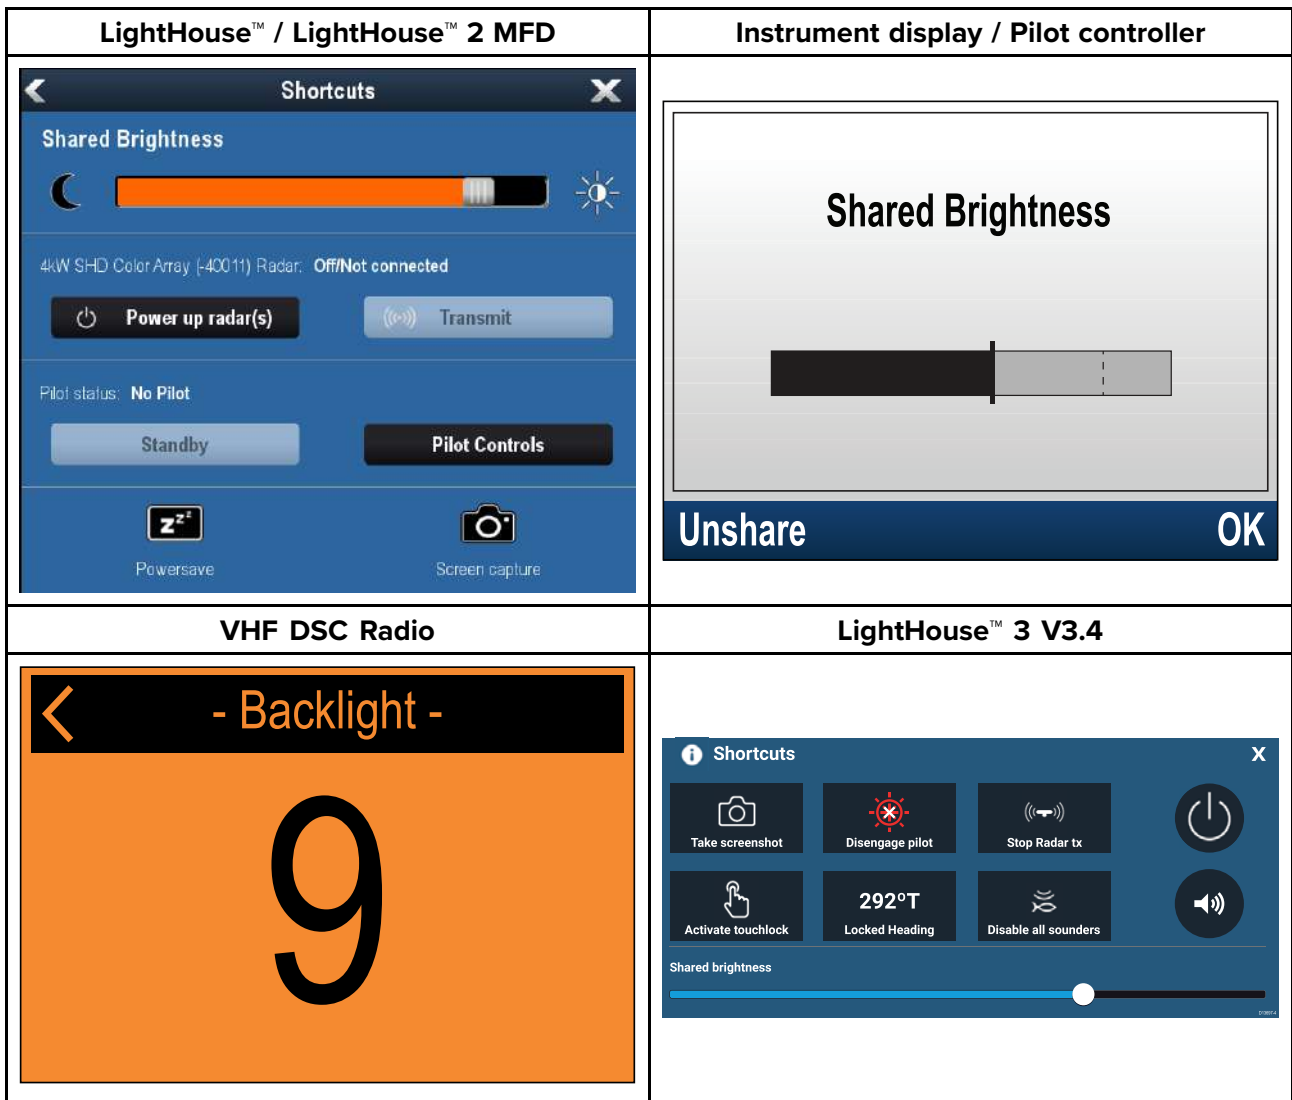 LightHouse™ / LightHouse™ 2 MFD
Instrument display / Pilot controller
Shortcuts
Shared Brightness
4kW SHD Color Array (-40011) Radar: Off/Not connected
Power up radar(s)
Transmit
Pilot status: No Pilot
Standby
Pilot Controls
zzz
Powersave
Screen capture
Shared Brightness
Unshare
OK
VHF DSC Radio
LightHouse™ 3 V3.4
- Backlight -
9
Shortcuts
X
Take screenshot
Disengage pilot
Stop Radar tx
Activate touchlock
292°T
Locked Heading
Disable all sounders
Shared brightness